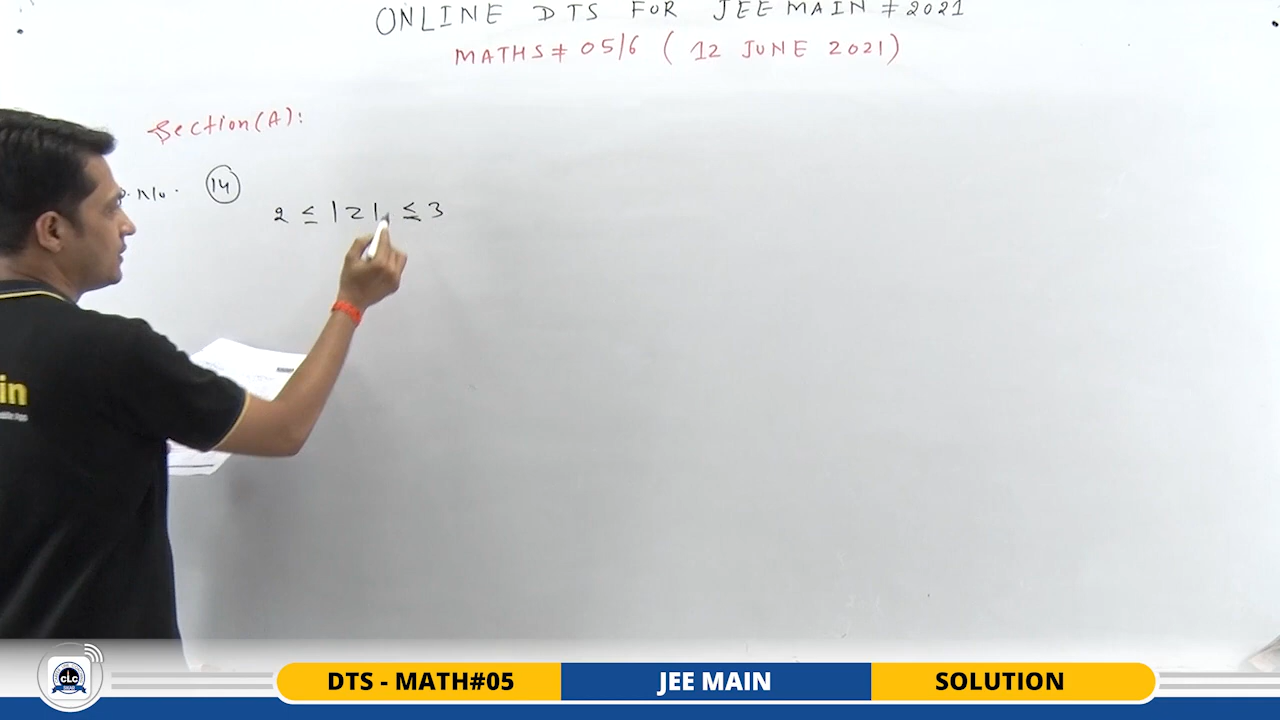 ONLINE DTS FOR JEE MAIN # 2021
MATHS# 05/6 ( 12 JUNE 2021)
Section(A):
14
2 ≤ |z| ≤ 3
in
CLC
DTS - MATH#05
JEE MAIN
SOLUTION